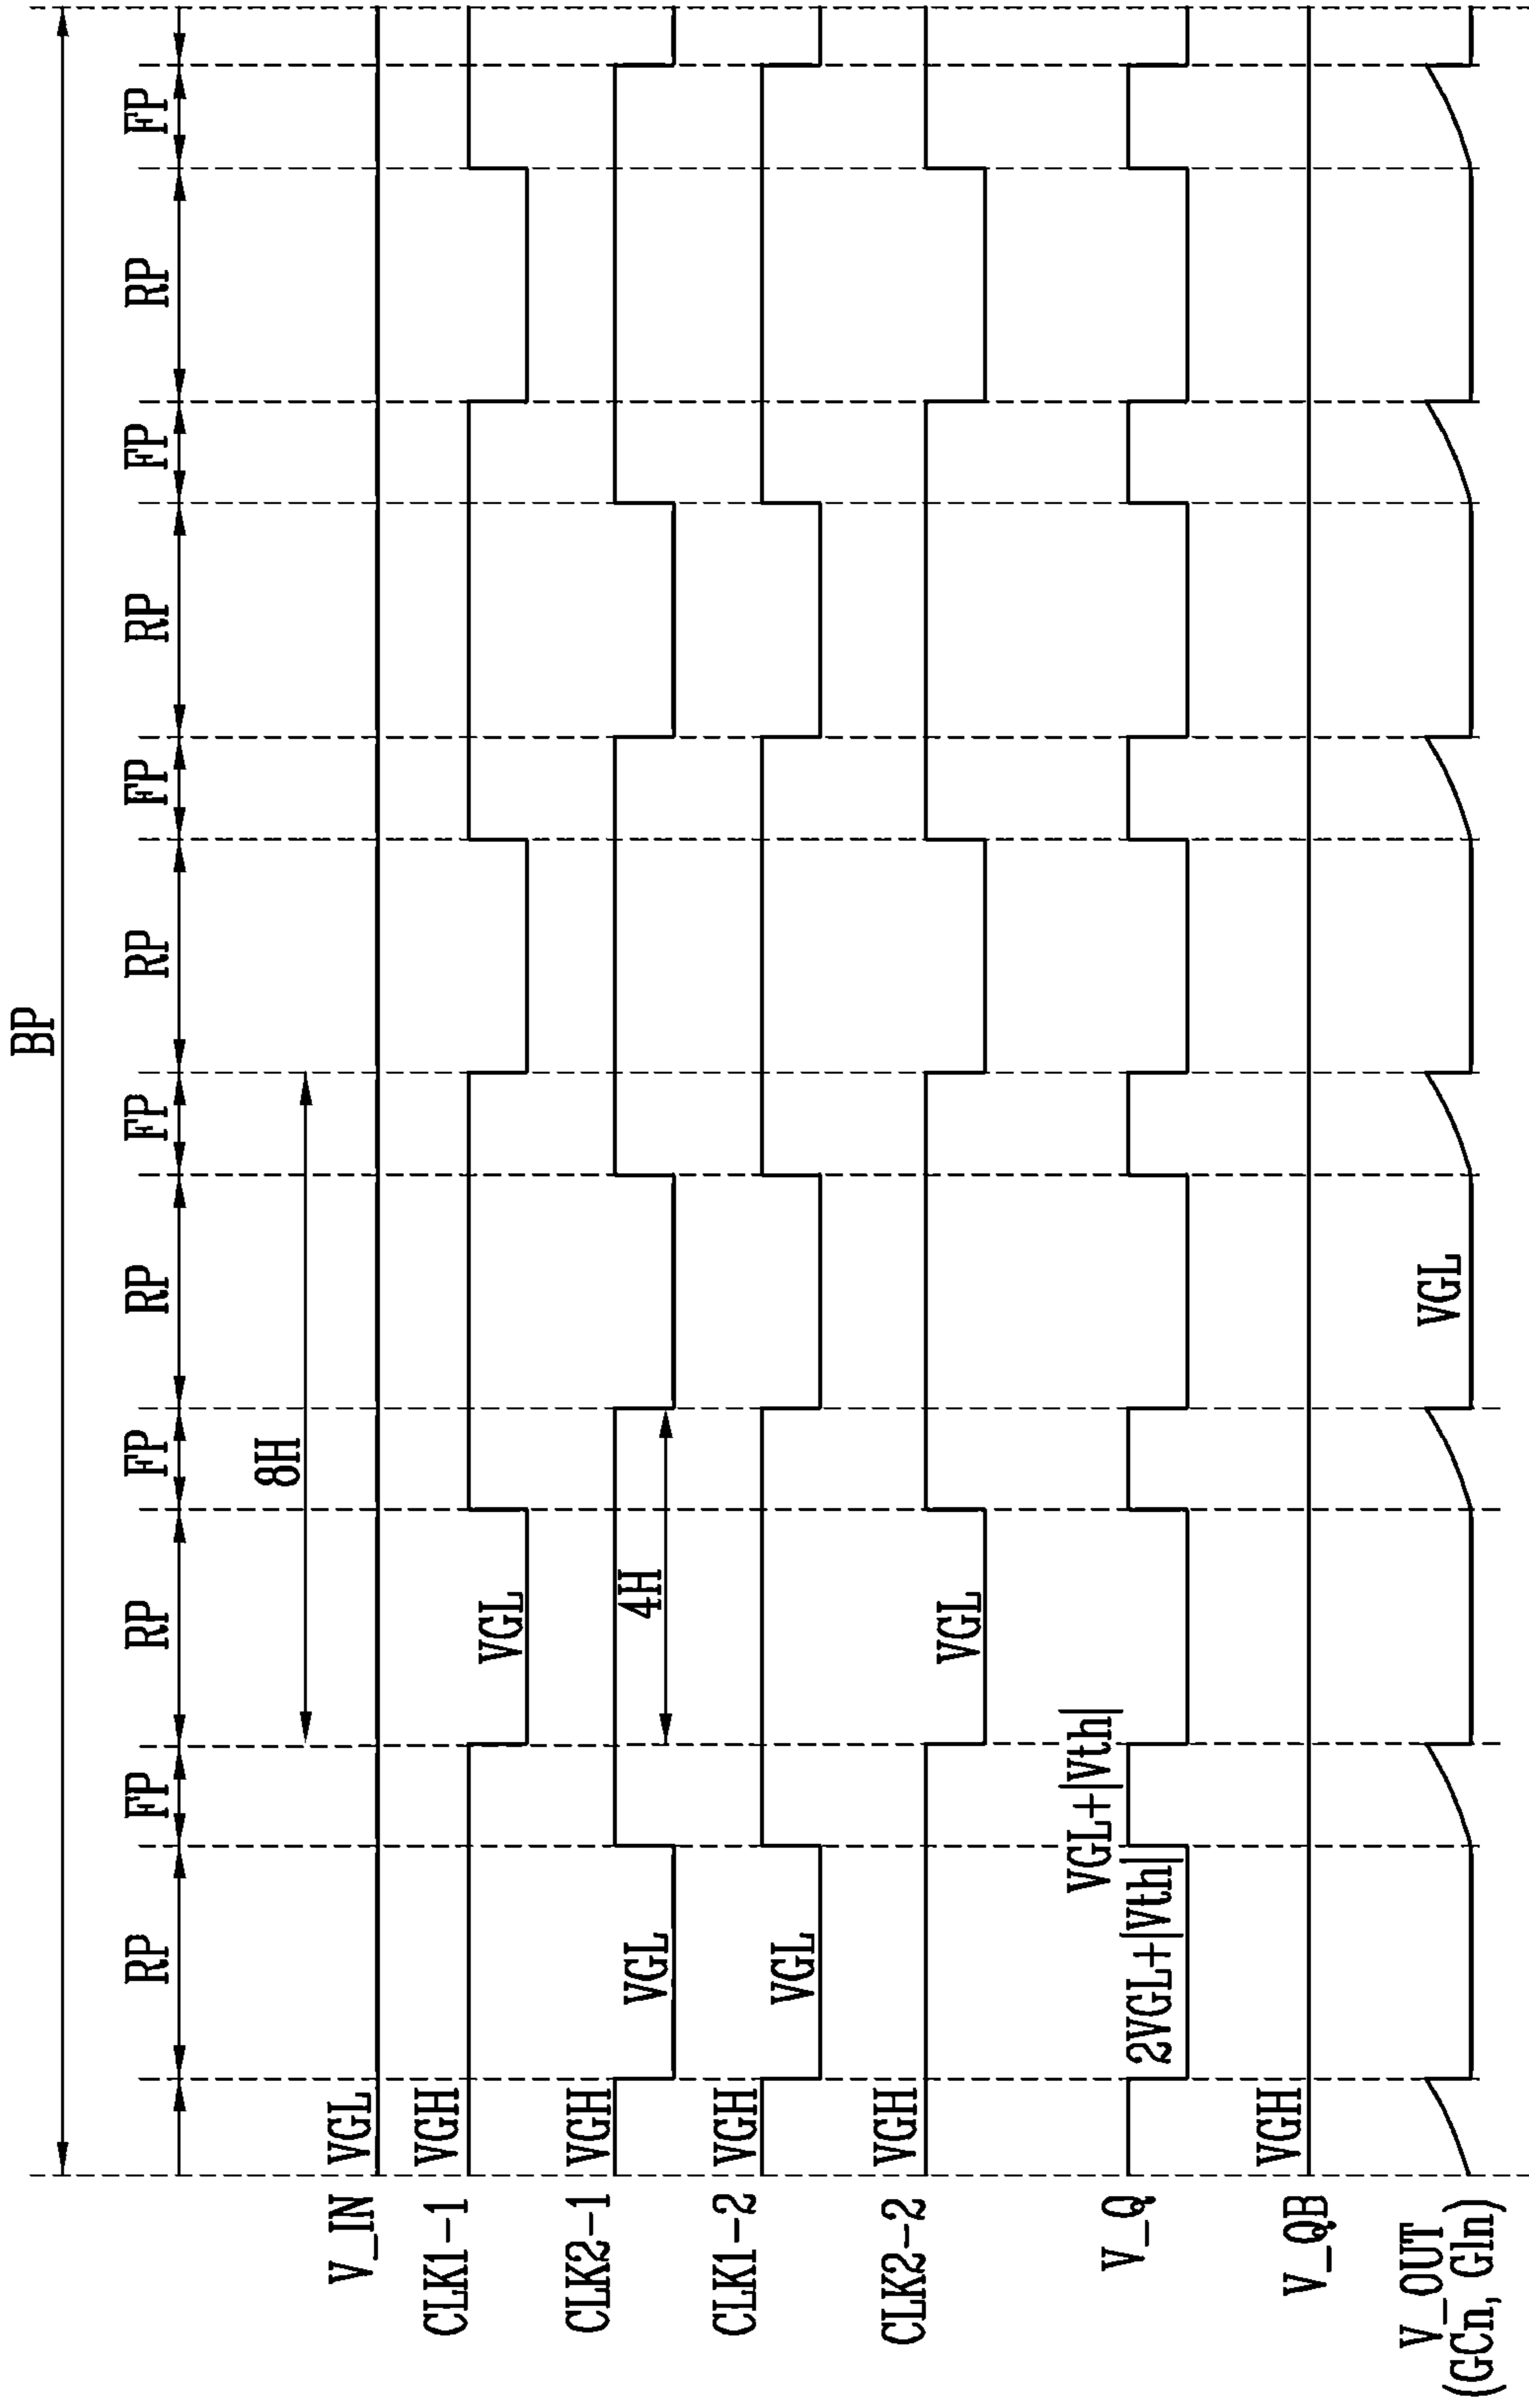 BP
RP FP RP FP RP FP RP FP RP FP RP FP
8H
V_IN VGL
CLK1-1 VGH VGL
4H
CLK2-1 VGH VGL
CLK1-2 VGH VGL
CLK2-2 VGH VGL
VGL+|Vth|
V_Q 2VGL+|Vth|
V_QB VGH
V_OUT VGL
(GCn, GIn)